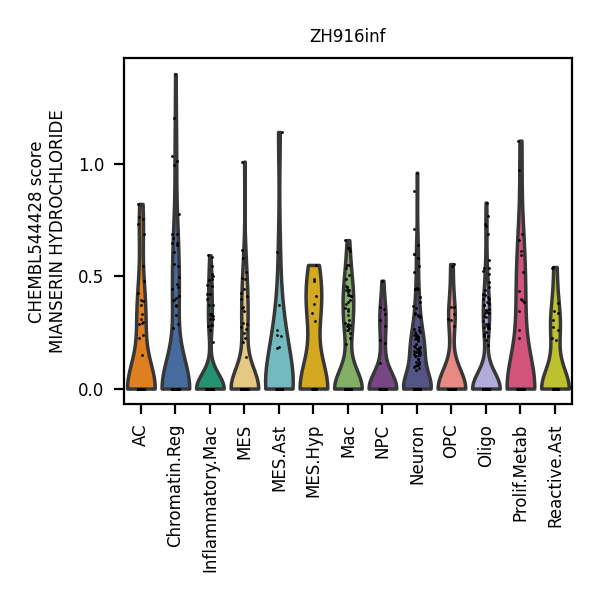 ZH916inf
CHEMBL544428 score
MIANSERIN HYDROCHLORIDE
1.0
0.5
0.0
AC
Chromatin.Reg
Inflammatory.Mac
MES
MES.Ast
MES.Hyp
Mac
NPC
Neuron
OPC
Oligo
Prolif.Metab
Reactive.Ast